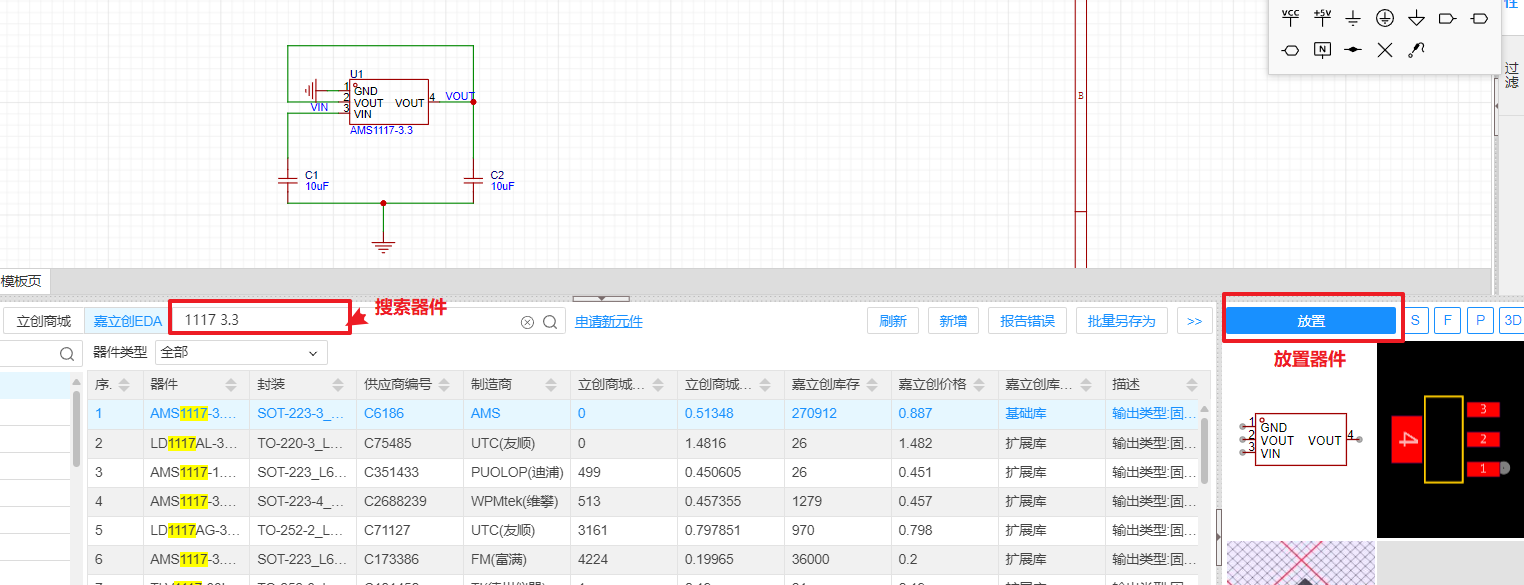 VCC +5V
N
性
过滤
B
U1
1 GND
2 VOUT VOUT 4 VOUT
VIN 3 VIN
AMS1117-3.3
C1
10uF
C2
10uF
模板页
立创商城 嘉立创EDA 1117 3.3 搜索器件 申请新元件 刷新 新增 报告错误 批量另存为 >> 放置 S F P 3D
器件类型 全部
放置器件
序. 器件 封装 供应商编号 制造商 立创商城... 立创商城... 嘉立创库存 嘉立创价格 嘉立创库... 描述
1 AMS1117-3.... SOT-223-3_... C6186 AMS 0 0.51348 270912 0.887 基础库 输出类型:固...
2 LD1117AL-3... TO-220-3_L... C75485 UTC(友顺) 0 1.4816 26 1.482 扩展库 输出类型:固...
3 AMS1117-1.... SOT-223_L6... C351433 PUOLOP(迪浦) 499 0.450605 26 0.451 扩展库 输出类型:固...
4 AMS1117-3.... SOT-223-4_... C2688239 WPMtek(维攀) 513 0.457355 1279 0.457 扩展库 输出类型:固...
5 LD1117AG-3... TO-252-2_L... C71127 UTC(友顺) 3161 0.797851 970 0.798 扩展库 输出类型:固...
6 AMS1117-3.... SOT-223_L6... C173386 FM(富满) 4224 0.19965 36000 0.2 扩展库 输出类型:固...
1 GND
2 VOUT VOUT 4
3 VIN
4
3
2
1